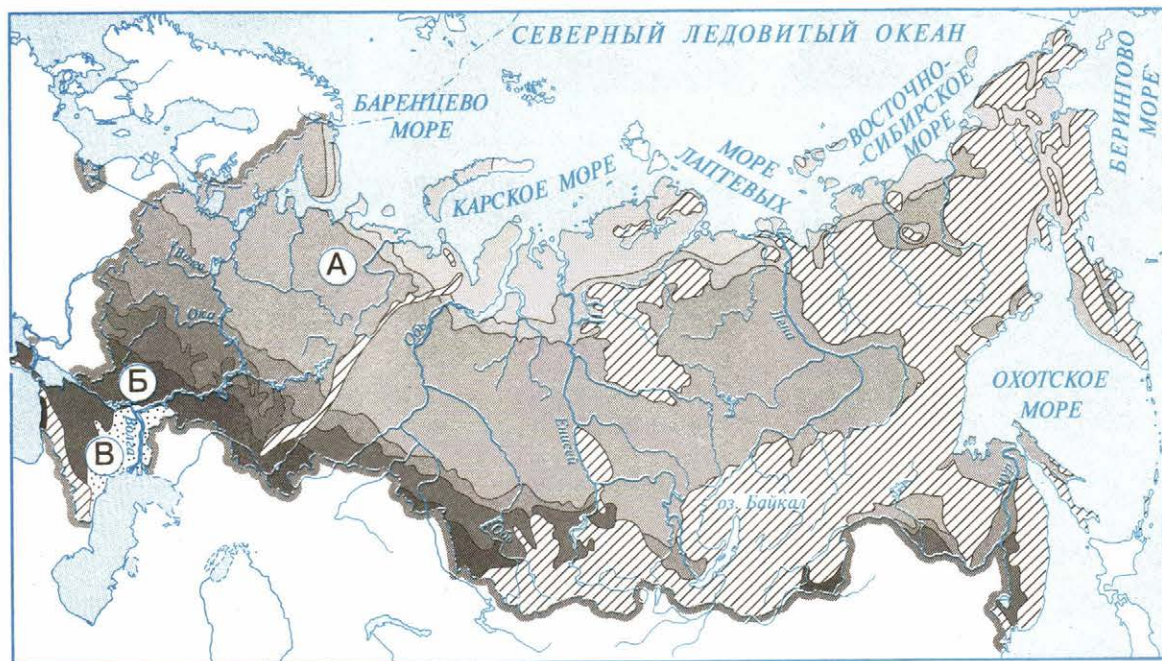 СЕВЕРНЫЙ ЛЕДОВИТЫЙ ОКЕАН
БАРЕНЦЕВО
МОРЕ
КАРСКОЕ МОРЕ
МОРЕ
ЛАПТЕВЫХ
ВОСТОЧНО-
-СИБИРСКОЕ
МОРЕ
БЕРИНГОВО
МОРЕ
А
Ока
Обь
Лена
ОХОТСКОЕ
МОРЕ
Б
Волга
В
Енисей
оз. Байкал